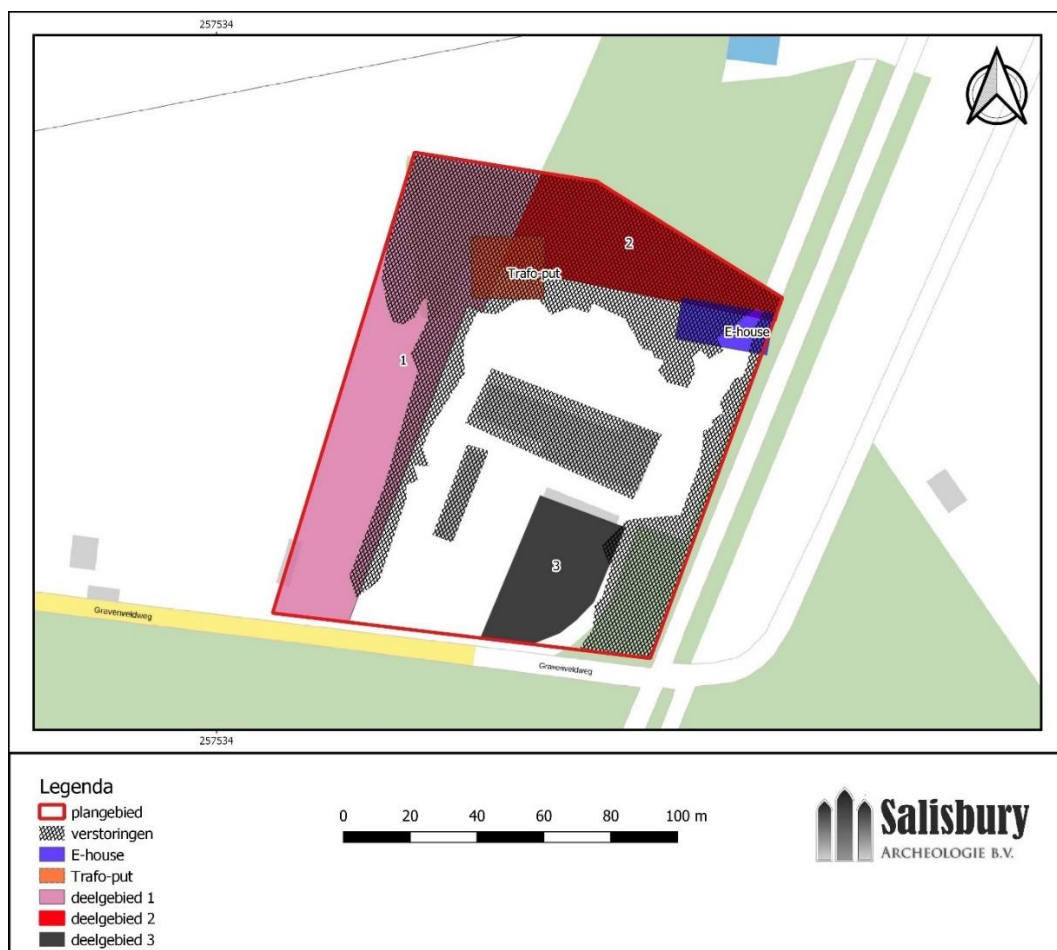 257534
2
Trafo-put
E-house
1
3
Gravenveldweg
Gravenveldweg
257534
Legenda
plangebied
verstoringen
E-house
Trafo-put
deelgebied 1
deelgebied 2
deelgebied 3
0 20 40 60 80 100 m
Salisbury
ARCHEOLOGIE B.V.